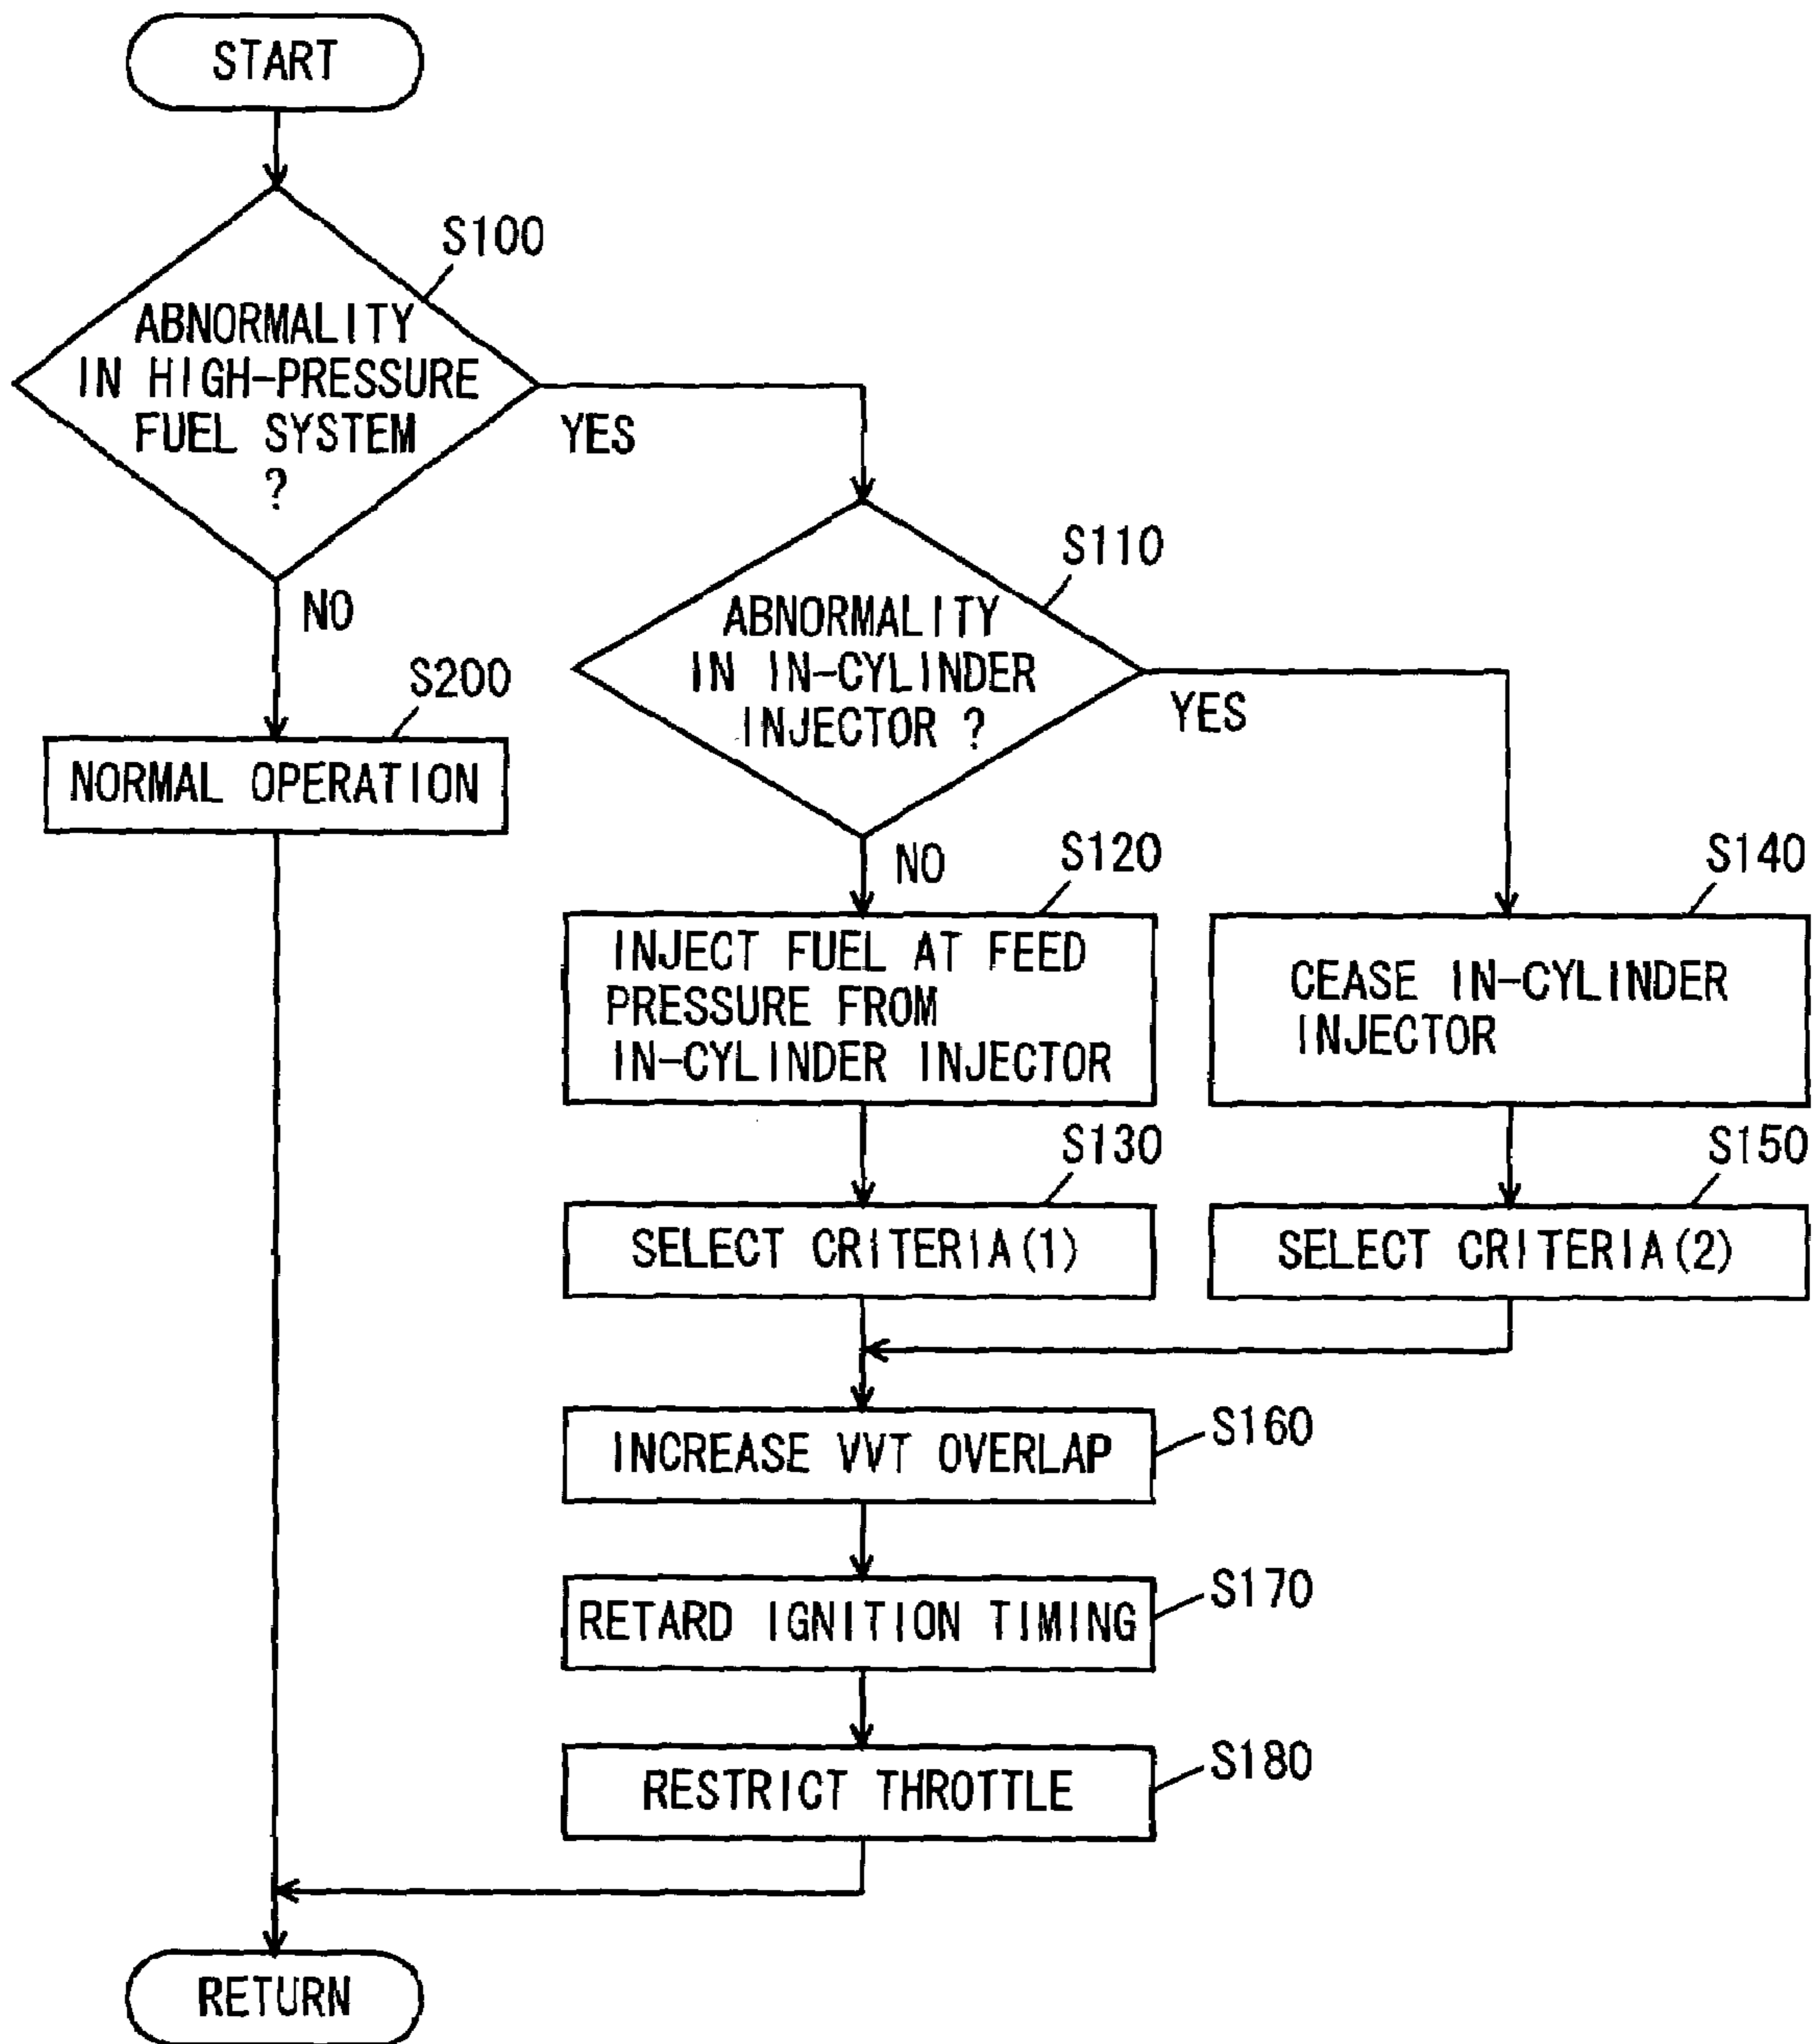 START
S100
ABNORMALITY
IN HIGH-PRESSURE
FUEL SYSTEM
?
YES
NO
S110
ABNORMALITY
IN IN-CYLINDER
INJECTOR ?
YES
NO
S200
NORMAL OPERATION
S120
INJECT FUEL AT FEED
PRESSURE FROM
IN-CYLINDER INJECTOR
S140
CEASE IN-CYLINDER
INJECTOR
S130
SELECT CRITERIA(1)
S150
SELECT CRITERIA(2)
INCREASE VVT OVERLAP
S160
RETARD IGNITION TIMING
S170
RESTRICT THROTTLE
S180
RETURN